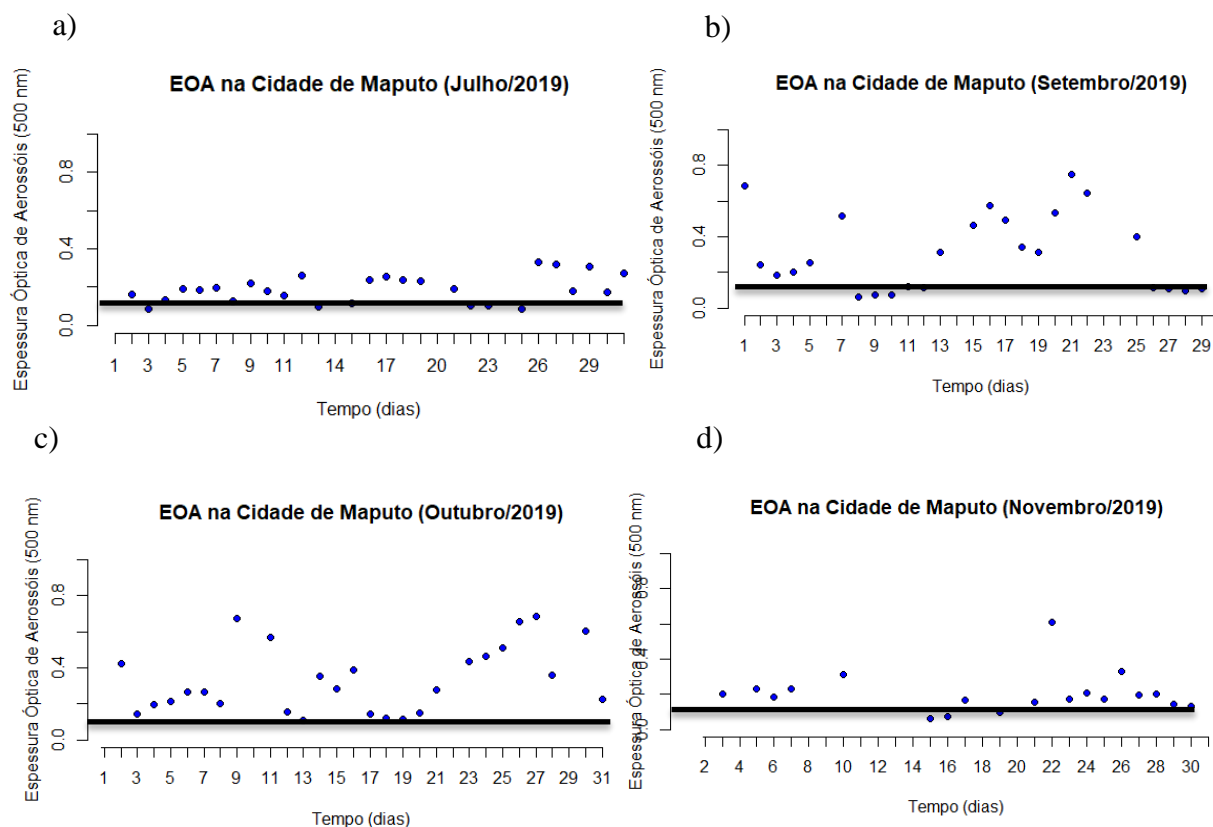 a)
EOA na Cidade de Maputo (Julho/2019)
Espessura Óptica de Aerossóis (500 nm)
0.8
0.4
0.0
1 3 5 7 9 11 14 17 20 23 26 29
Tempo (dias)
b)
EOA na Cidade de Maputo (Setembro/2019)
Espessura Óptica de Aerossóis (500 nm)
0.8
0.4
0.0
1 3 5 7 9 11 13 15 17 19 21 23 25 27 29
Tempo (dias)
c)
EOA na Cidade de Maputo (Outubro/2019)
Espessura Óptica de Aerossóis (500 nm)
0.8
0.4
0.0
1 3 5 7 9 11 13 15 17 19 21 23 25 27 29 31
Tempo (dias)
d)
EOA na Cidade de Maputo (Novembro/2019)
Espessura Óptica de Aerossóis (500 nm)
0.8
0.4
0.0
2 4 6 8 10 12 14 16 18 20 22 24 26 28 30
Tempo (dias)